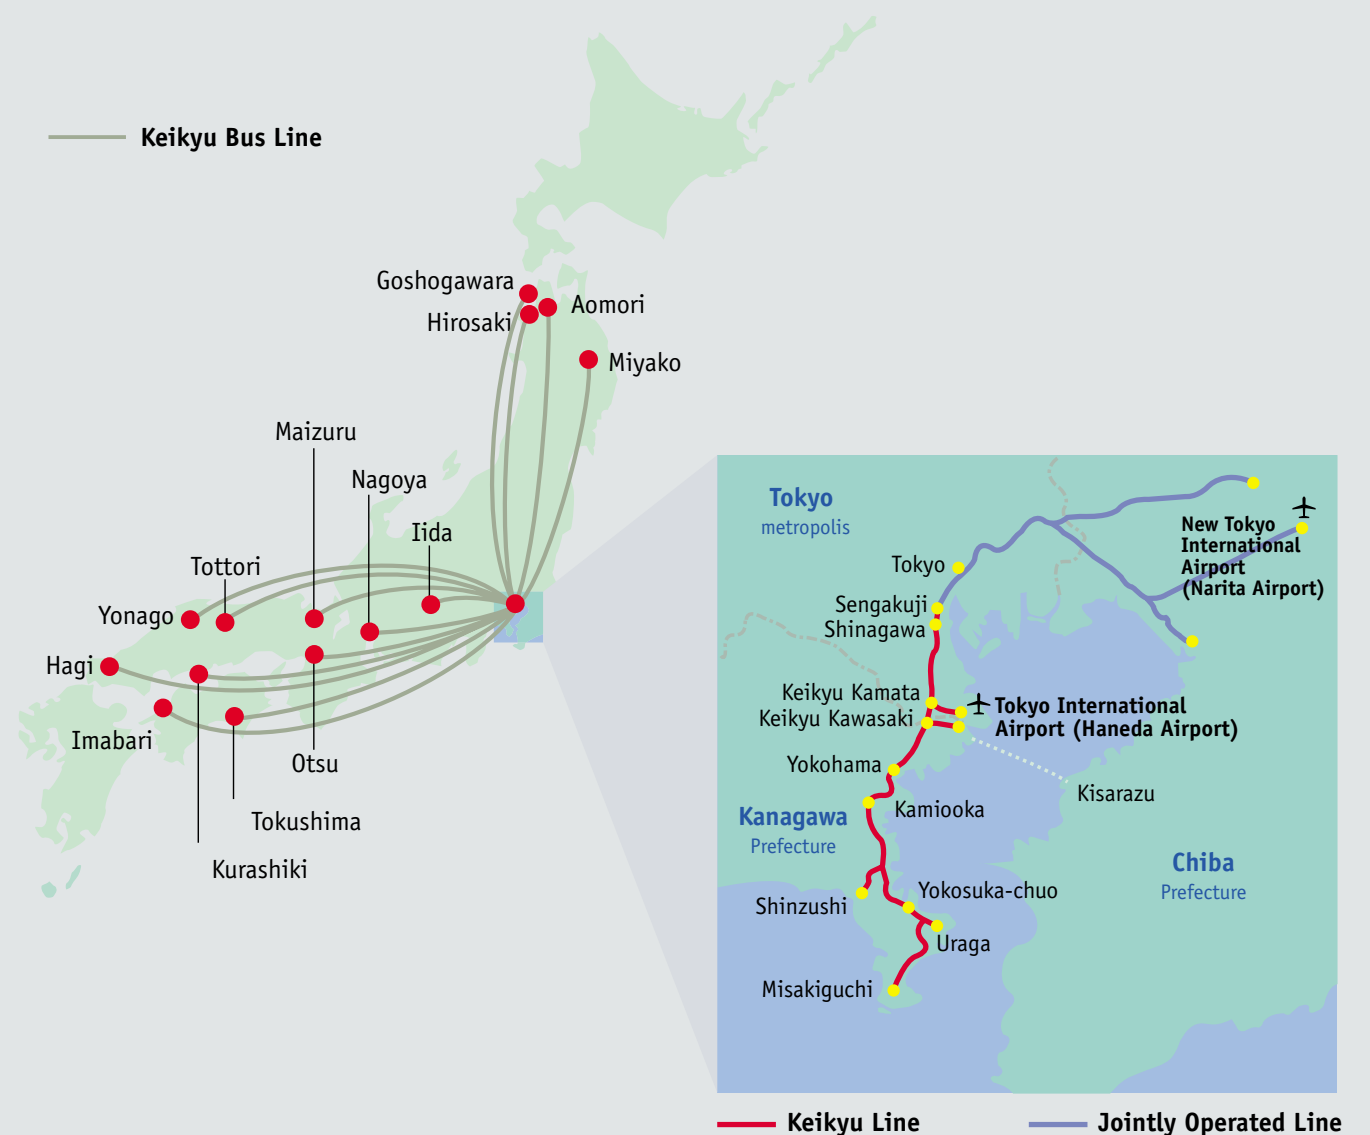 Keikyu Bus Line
Goshogawara
Aomori
Hirosaki
Miyako
Maizuru
Nagoya
Iida
Tottori
Yonago
Hagi
Imabari
Otsu
Tokushima
Kurashiki
Tokyo
metropolis
New Tokyo
International
Airport
(Narita Airport)
Tokyo
Sengakuji
Shinagawa
Keikyu Kamata
Keikyu Kawasaki
Tokyo International
Airport (Haneda Airport)
Yokohama
Kisarazu
Kamiooka
Kanagawa
Prefecture
Chiba
Prefecture
Yokosuka-chuo
Shinzushi
Uraga
Misakiguchi
Keikyu Line
Jointly Operated Line